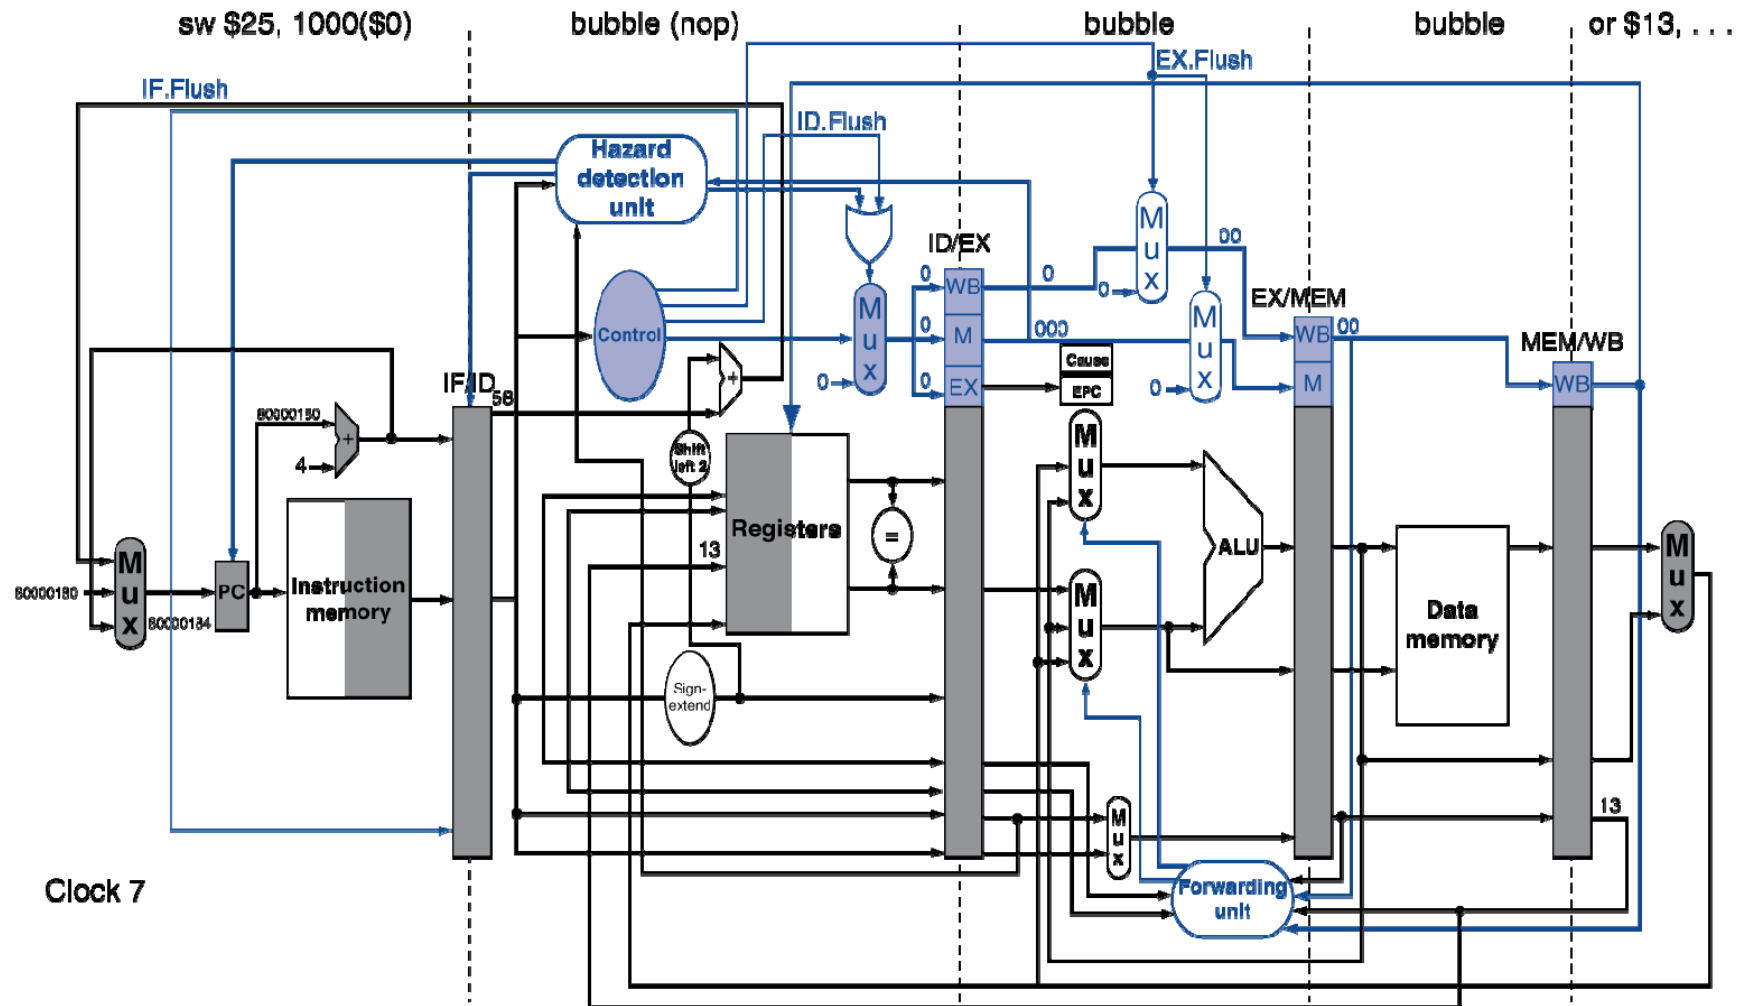 sw $25, 1000($0)
bubble (nop)
bubble
bubble
or $13, . . .
EX.Flush
IF.Flush
ID.Flush
Hazard
detection
unit
M
u
x
00
ID/EX
0
WB
0
0
EX/MEM
M
u
x
Control
M
u
x
0
M
000
M
u
x
WB
00
MEM/WB
Cause
+
IF/ID
58
0
0
EX
EPC
0
M
WB
80000180
+
4
Shift
left 2
M
u
x
Registers
=
13
ALU
M
u
x
M
u
x
80000180
80000184
PC
Instruction
memory
M
u
x
Data
memory
Sign-
extend
M
u
x
13
Clock 7
Forwarding
unit